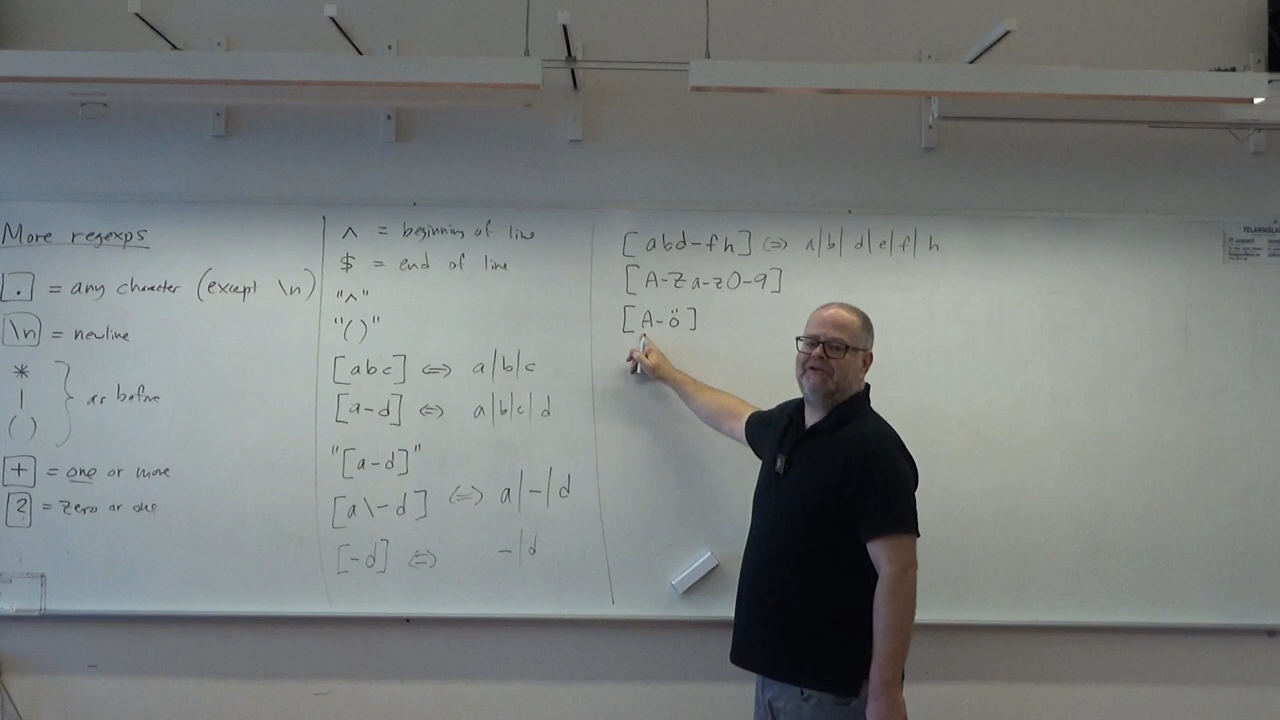 More regexps
. = any character (except \n)
\n = newline
*
|
( )
as before
+ = one or more
? = zero or one
^ = beginning of line
$ = end of line
"^"
"()"
[abc] ⇔ a|b|c
[a-d] ⇔ a|b|c|d
"[a-d]"
[a\-d] ⇔ a|-|d
[-d] ⇔ -|d
[abd-fh] ⇔ a|b|d|e|f|h
[A-Za-z0-9]
[A-ö]
FELANMÄLAN